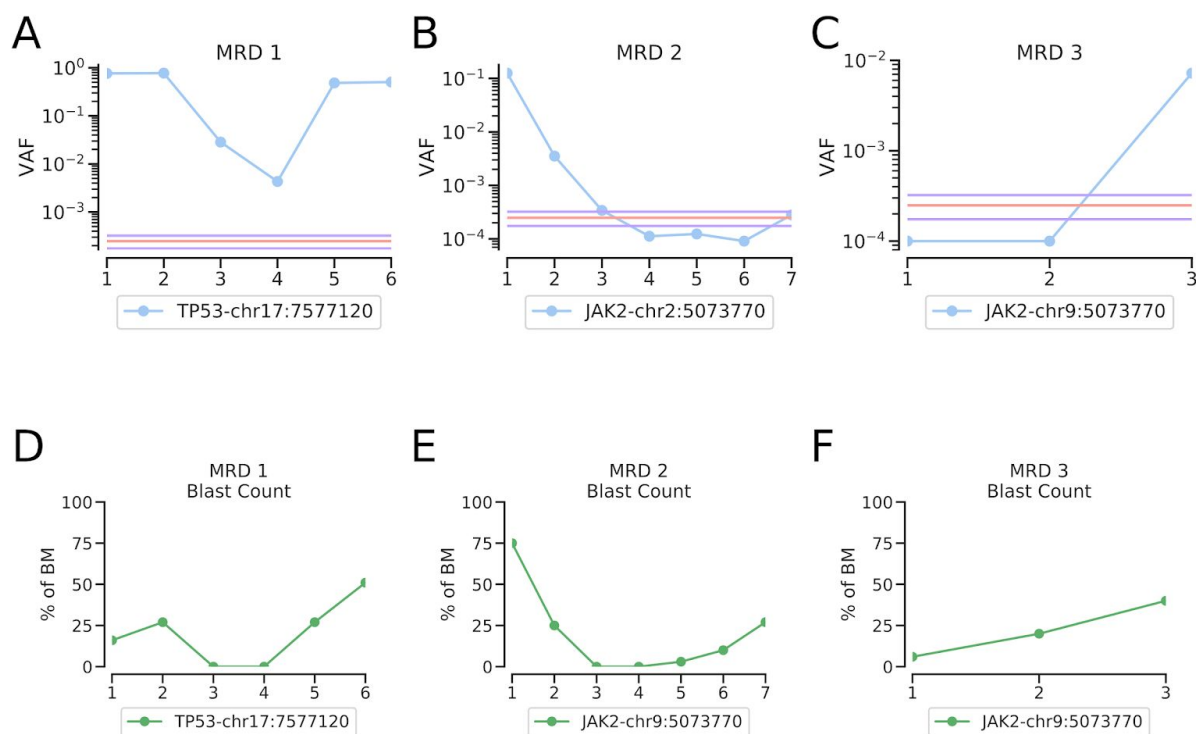 A
MRD 1
VAF
10⁰
10⁻¹
10⁻²
10⁻³
1 2 3 4 5 6
TP53-chr17:7577120
B
MRD 2
VAF
10⁻¹
10⁻²
10⁻³
10⁻⁴
1 2 3 4 5 6 7
JAK2-chr2:5073770
C
MRD 3
VAF
10⁻²
10⁻³
10⁻⁴
1 2 3
JAK2-chr9:5073770
D
MRD 1
Blast Count
% of BM
100
75
50
25
0
1 2 3 4 5 6
TP53-chr17:7577120
E
MRD 2
Blast Count
% of BM
100
75
50
25
0
1 2 3 4 5 6 7
JAK2-chr9:5073770
F
MRD 3
Blast Count
% of BM
100
75
50
25
0
1 2 3
JAK2-chr9:5073770